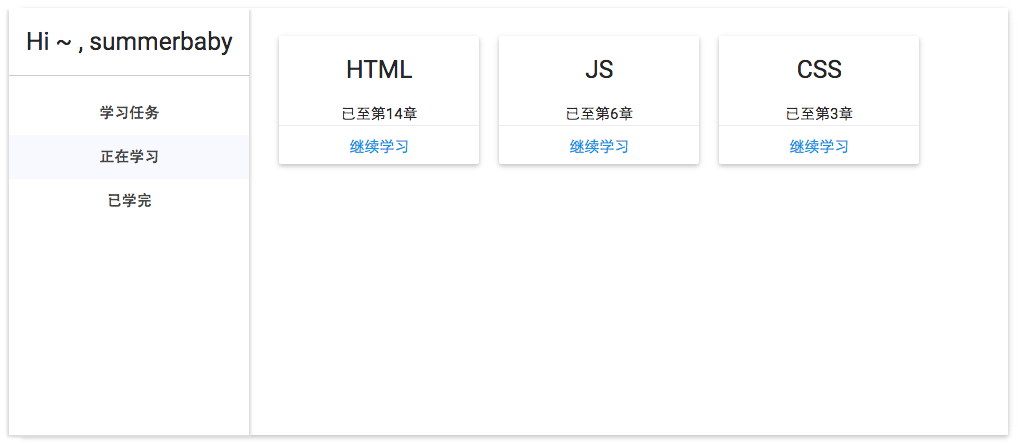 Hi ~ , summerbaby
学习任务
正在学习
已学完
HTML
已至第14章
继续学习
JS
已至第6章
继续学习
CSS
已至第3章
继续学习